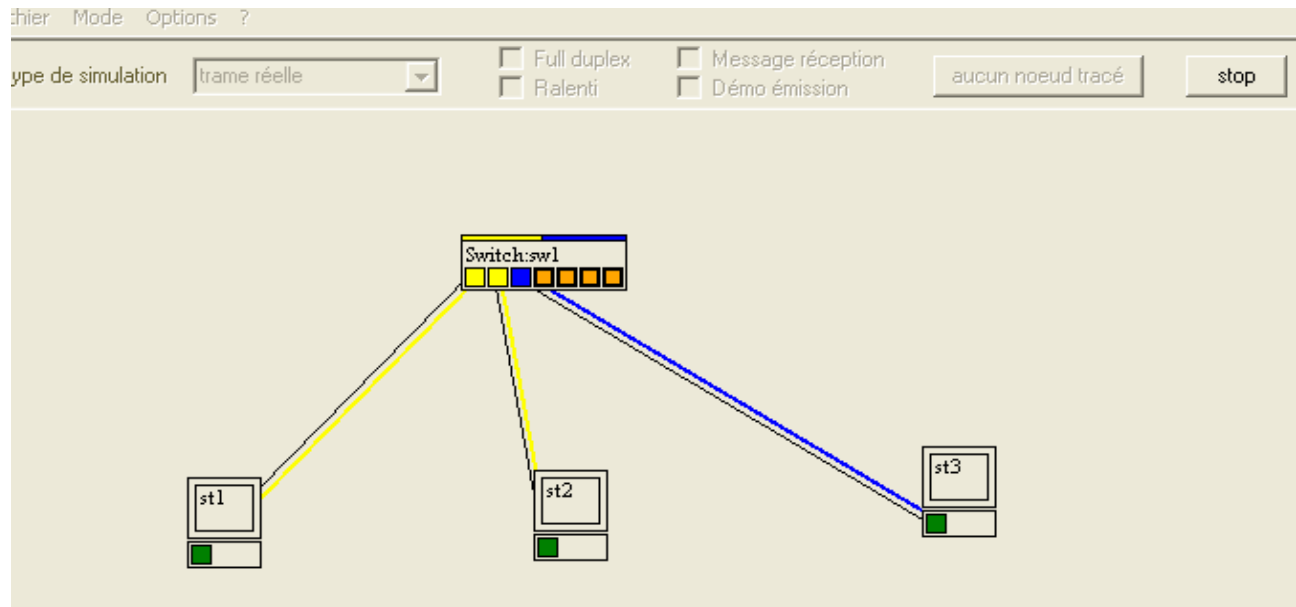 chier Mode Options ?
ype de simulation trame réelle
Full duplex
Ralenti
Message réception
Démo émission
aucun noeud tracé
stop
Switch:sw1
st1
st2
st3